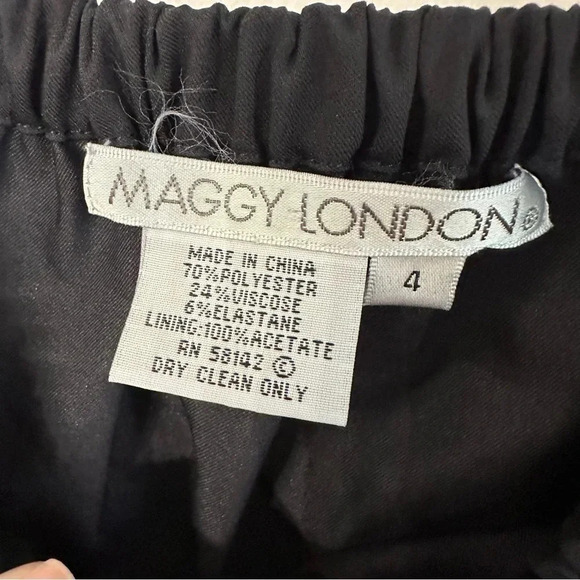 MAGGY LONDON®
MADE IN CHINA
70%POLYESTER
24%VISCOSE
6%ELASTANE
LINING:100%ACETATE
RN 58142 ©
DRY CLEAN ONLY
4